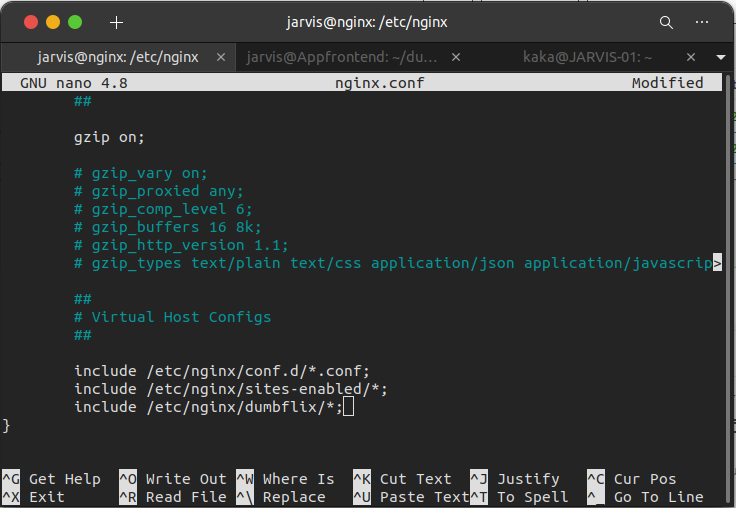 jarvis@nginx: /etc/nginx
jarvis@nginx: /etc/nginx × jarvis@Appfrontend: ~/du... × kaka@JARVIS-01: ~ ×
GNU nano 4.8 nginx.conf Modified
##
gzip on;
# gzip_vary on;
# gzip_proxied any;
# gzip_comp_level 6;
# gzip_buffers 16 8k;
# gzip_http_version 1.1;
# gzip_types text/plain text/css application/json application/javascrip>
##
# Virtual Host Configs
##
include /etc/nginx/conf.d/*.conf;
include /etc/nginx/sites-enabled/*;
include /etc/nginx/dumbflix/*;
}
^G Get Help ^O Write Out ^W Where Is ^K Cut Text ^J Justify ^C Cur Pos
^X Exit ^R Read File ^\ Replace ^U Paste Text ^T To Spell ^_ Go To Line